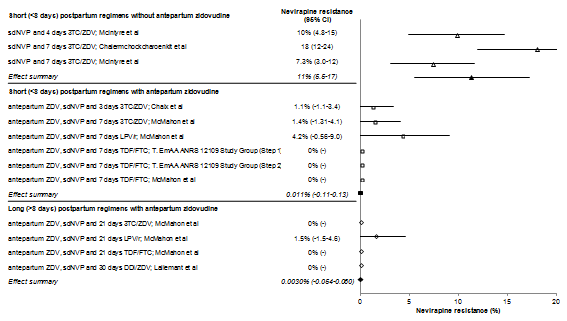 Short (<8 days) postpartum regimens without antepartum zidovudine
Nevirapine resistance
(95% CI)
sdNVP and 4 days 3TC/ZDV; McIntyre et al 10% (4.8-15)
sdNVP and 7 days 3TC/ZDV; Chalermchockcharoenkit et al 18 (12-24)
sdNVP and 7 days 3TC/ZDV; McIntyre et al 7.3% (3.0-12)
Effect summary 11% (5.5-17)
Short (<8 days) postpartum regimens with antepartum zidovudine
antepartum ZDV, sdNVP and 3 days 3TC/ZDV; Chaix et al 1.1% (-1.1-3.4)
antepartum ZDV, sdNVP and 7 days 3TC/ZDV; McMahon et al 1.4% (-1.31-4.1)
antepartum ZDV, sdNVP and 7 days LPV/r; McMahon et al 4.2% (-0.56-9.0)
antepartum ZDV, sdNVP and 7 days TDF/FTC; T. EmAA ANRS 12109 Study Group (Step 1) 0% (-)
antepartum ZDV, sdNVP and 7 days TDF/FTC; T. EmAA ANRS 12109 Study Group (Step 2) 0% (-)
antepartum ZDV, sdNVP and 7 days TDF/FTC; McMahon et al 0% (-)
Effect summary 0.011% (-0.11-0.13)
Long (>8 days) postpartum regimens with antepartum zidovudine
antepartum ZDV, sdNVP and 21 days 3TC/ZDV; McMahon et al 0% (-)
antepartum ZDV, sdNVP and 21 days LPV/r; McMahon et al 1.5% (-1.5-4.6)
antepartum ZDV, sdNVP and 21 days TDF/FTC; McMahon et al 0% (-)
antepartum ZDV, sdNVP and 30 days DDI/ZDV; Lallemant et al 0% (-)
Effect summary 0.0030%
0 5 10 15 20
Nevirapine resistance (%)